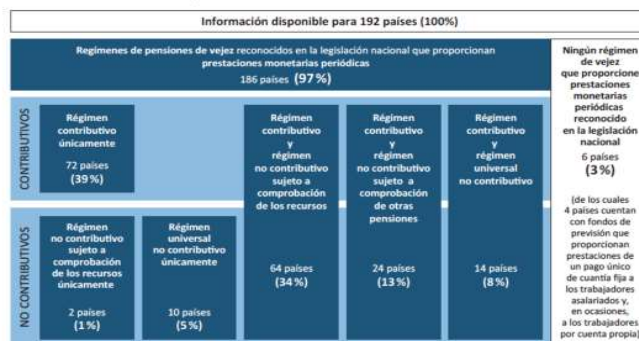 Información disponible para 192 países (100%)
Regimenes de pensiones de vejez reconocidos en la legislación nacional que proporcionan
prestaciones monetarias periódicas
186 países (97%)
Ningún régimen
de vejez
que proporcione
prestaciones
monetarias
periódicas
reconocido
en la legislación
nacional
6 países
(3%)
(de los cuales
4 países cuentan
con fondos de
previsión que
proporcionan
prestaciones de
un pago único de
cuantía fija a
los trabajadores
asalariados y,
en ocasiones,
a los trabajadores
por cuenta propia)
CONTRIBUTIVOS
Régimen
contributivo
únicamente
72 países
(39%)
Régimen
contributivo
y
régimen
no contributivo
sujeto a
comprobación
de los recursos
64 países
(34%)
Régimen
contributivo
y
régimen
no contributivo
sujeto a
comprobación
de otras
pensiones
24 países
(13%)
Régimen
contributivo
y
régimen universal
no contributivo
14 países
(8%)
NO CONTRIBUTIVOS
Régimen
no contributivo
sujeto a
comprobación
de los recursos
únicamente
2 países
(1%)
Régimen
universal
no contributivo
únicamente
10 países
(5%)